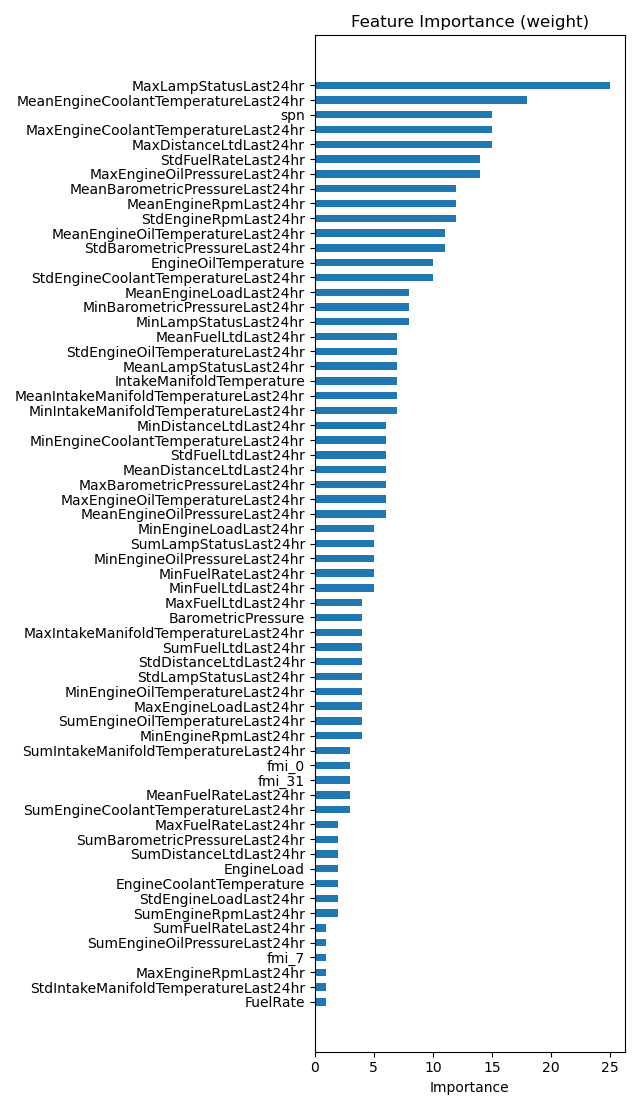 Feature Importance (weight)
MaxLampStatusLast24hr
MeanEngineCoolantTemperatureLast24hr
spn
MaxEngineCoolantTemperatureLast24hr
MaxDistanceLtdLast24hr
StdFuelRateLast24hr
MaxEngineOilPressureLast24hr
MeanBarometricPressureLast24hr
MeanEngineRpmLast24hr
StdEngineRpmLast24hr
MeanEngineOilTemperatureLast24hr
StdBarometricPressureLast24hr
EngineOilTemperature
StdEngineCoolantTemperatureLast24hr
MeanEngineLoadLast24hr
MinBarometricPressureLast24hr
MinLampStatusLast24hr
MeanFuelLtdLast24hr
StdEngineOilTemperatureLast24hr
MeanLampStatusLast24hr
IntakeManifoldTemperature
MeanIntakeManifoldTemperatureLast24hr
MinIntakeManifoldTemperatureLast24hr
MinDistanceLtdLast24hr
MinEngineCoolantTemperatureLast24hr
StdFuelLtdLast24hr
MeanDistanceLtdLast24hr
MaxBarometricPressureLast24hr
MaxEngineOilTemperatureLast24hr
MeanEngineOilPressureLast24hr
MinEngineLoadLast24hr
SumLampStatusLast24hr
MinEngineOilPressureLast24hr
MinFuelRateLast24hr
MinFuelLtdLast24hr
MaxFuelLtdLast24hr
BarometricPressure
MaxIntakeManifoldTemperatureLast24hr
SumFuelLtdLast24hr
StdDistanceLtdLast24hr
StdLampStatusLast24hr
MinEngineOilTemperatureLast24hr
MaxEngineLoadLast24hr
SumEngineOilTemperatureLast24hr
MinEngineRpmLast24hr
SumIntakeManifoldTemperatureLast24hr
fmi_0
fmi_31
MeanFuelRateLast24hr
SumEngineCoolantTemperatureLast24hr
MaxFuelRateLast24hr
SumBarometricPressureLast24hr
SumDistanceLtdLast24hr
EngineLoad
EngineCoolantTemperature
StdEngineLoadLast24hr
SumEngineRpmLast24hr
SumFuelRateLast24hr
SumEngineOilPressureLast24hr
fmi_7
MaxEngineRpmLast24hr
StdIntakeManifoldTemperatureLast24hr
FuelRate
0 5 10 15 20 25
Importance